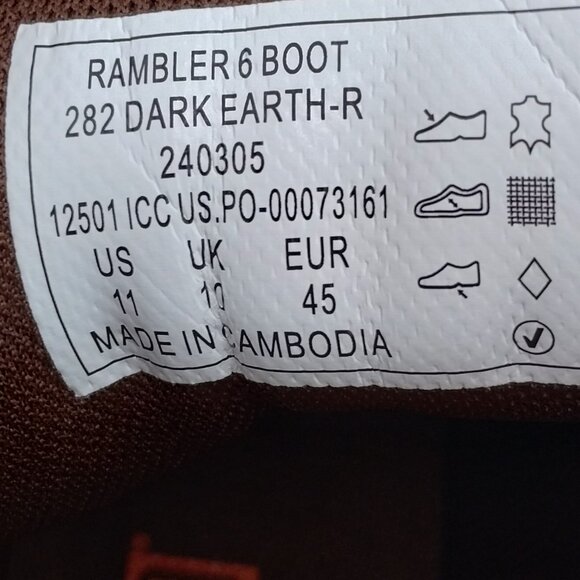 RAMBLER 6 BOOT
282 DARK EARTH-R
240305
12501 ICC US.PO-00073161
US UK EUR
11 10 45
MADE IN CAMBODIA